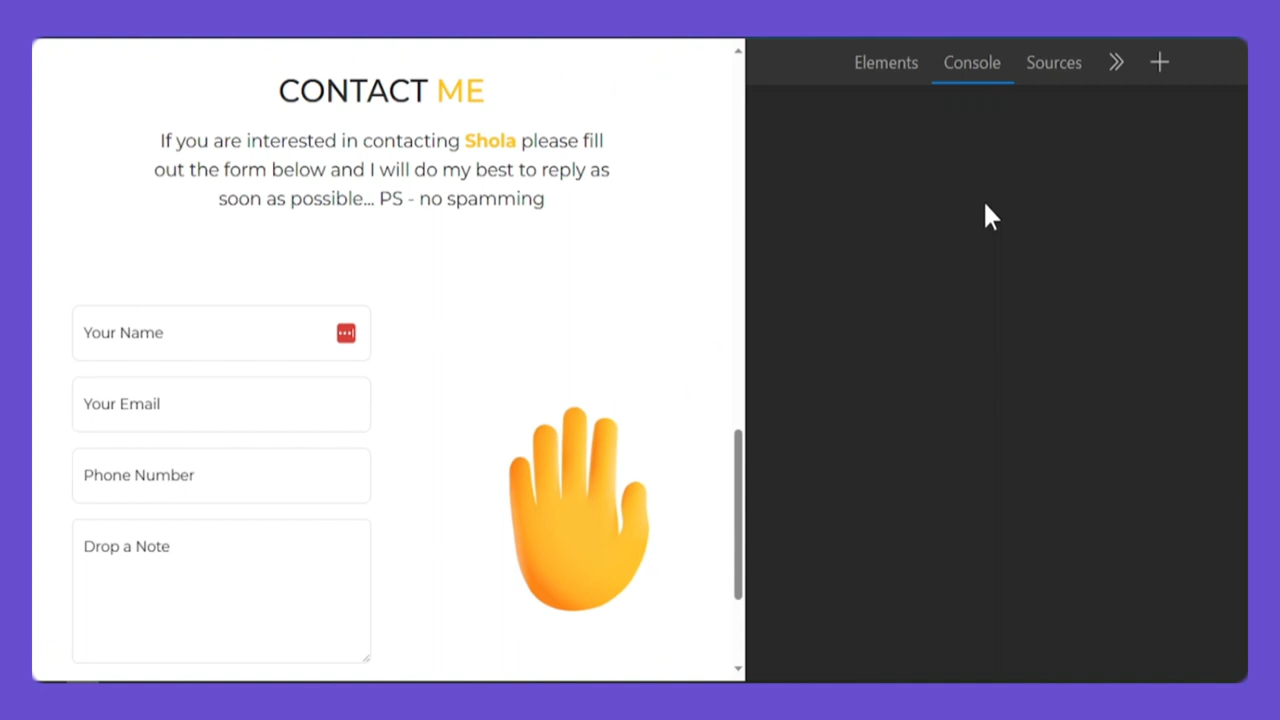 Elements Console Sources
CONTACT ME
If you are interested in contacting Shola please fill
out the form below and I will do my best to reply as
soon as possible... PS - no spamming
Your Name
Your Email
Phone Number
Drop a Note